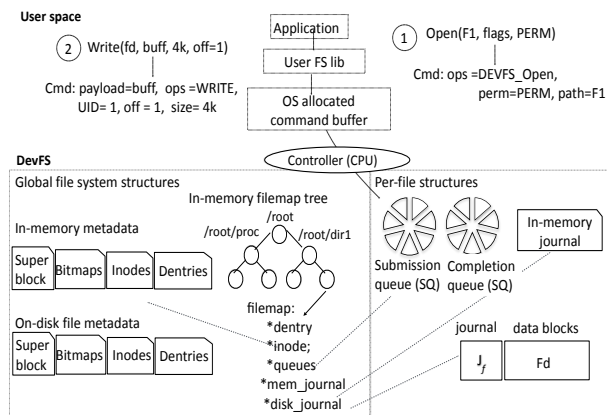 User space
Application
User FS lib
OS allocated
command buffer
2
Write(fd, buff, 4k, off=1)
Cmd: payload=buff, ops =WRITE,
UID= 1, off = 1, size= 4k
1
Open(F1, flags, PERM)
Cmd: ops =DEVFS_Open,
perm=PERM, path=F1
DevFS
Controller (CPU)
Global file system structures
In-memory metadata
Super
block
Bitmaps
Inodes
Dentries
On-disk file metadata
Super
block
Bitmaps
Inodes
Dentries
In-memory filemap tree
/root
/root/proc
/root/dir1
filemap:
*dentry
*inode;
*queues
*mem_journal
*disk_journal
Per-file structures
Submission
queue (SQ)
Completion
queue (SQ)
In-memory
journal
journal
data blocks
Jf
Fd